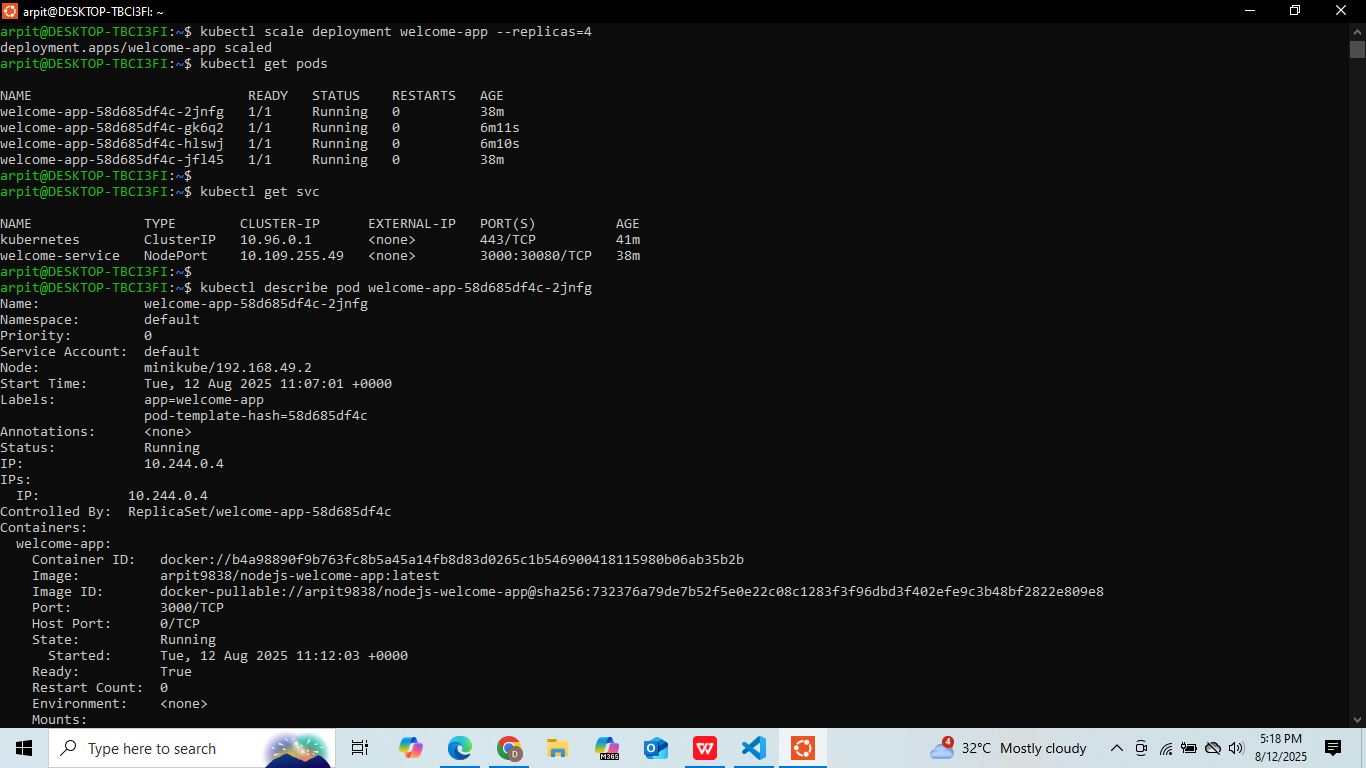 arpit@DESKTOP-TBCI3FI: ~
arpit@DESKTOP-TBCI3FI:~$ kubectl scale deployment welcome-app --replicas=4
deployment.apps/welcome-app scaled
arpit@DESKTOP-TBCI3FI:~$ kubectl get pods
NAME                           READY   STATUS    RESTARTS   AGE
welcome-app-58d685df4c-2jnfg   1/1     Running   0          38m
welcome-app-58d685df4c-gk6q2   1/1     Running   0          6m11s
welcome-app-58d685df4c-hlswj   1/1     Running   0          6m10s
welcome-app-58d685df4c-jfl45   1/1     Running   0          38m
arpit@DESKTOP-TBCI3FI:~$
arpit@DESKTOP-TBCI3FI:~$ kubectl get svc
NAME              TYPE        CLUSTER-IP      EXTERNAL-IP   PORT(S)          AGE
kubernetes        ClusterIP   10.96.0.1       <none>        443/TCP          41m
welcome-service   NodePort    10.109.255.49   <none>        3000:30080/TCP   38m
arpit@DESKTOP-TBCI3FI:~$
arpit@DESKTOP-TBCI3FI:~$ kubectl describe pod welcome-app-58d685df4c-2jnfg
Name:             welcome-app-58d685df4c-2jnfg
Namespace:        default
Priority:         0
Service Account:  default
Node:             minikube/192.168.49.2
Start Time:       Tue, 12 Aug 2025 11:07:01 +0000
Labels:           app=welcome-app
                  pod-template-hash=58d685df4c
Annotations:      <none>
Status:           Running
IP:               10.244.0.4
IPs:
  IP:           10.244.0.4
Controlled By:  ReplicaSet/welcome-app-58d685df4c
Containers:
  welcome-app:
    Container ID:   docker://b4a98890f9b763fc8b5a45a14fb8d83d0265c1b546900418115980b06ab35b2b
    Image:          arpit9838/nodejs-welcome-app:latest
    Image ID:       docker-pullable://arpit9838/nodejs-welcome-app@sha256:732376a79de7b52f5e0e22c08c1283f3f96dbd3f402efe9c3b48bf2822e809e8
    Port:           3000/TCP
    Host Port:      0/TCP
    State:          Running
      Started:      Tue, 12 Aug 2025 11:12:03 +0000
    Ready:          True
    Restart Count:  0
    Environment:    <none>
    Mounts:
Type here to search
M365
W
4
32°C Mostly cloudy
5:18 PM
8/12/2025